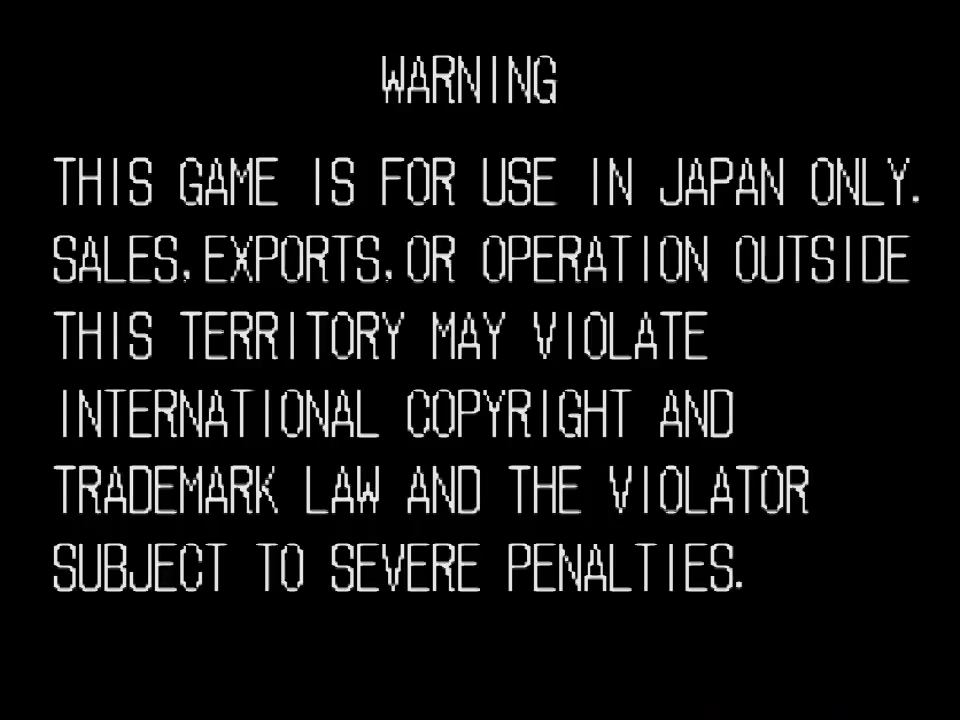 WARNING
THIS GAME IS FOR USE IN JAPAN ONLY.
SALES,EXPORTS,OR OPERATION OUTSIDE
THIS TERRITORY MAY VIOLATE
INTERNATIONAL COPYRIGHT AND
TRADEMARK LAW AND THE VIOLATOR
SUBJECT TO SEVERE PENALTIES.